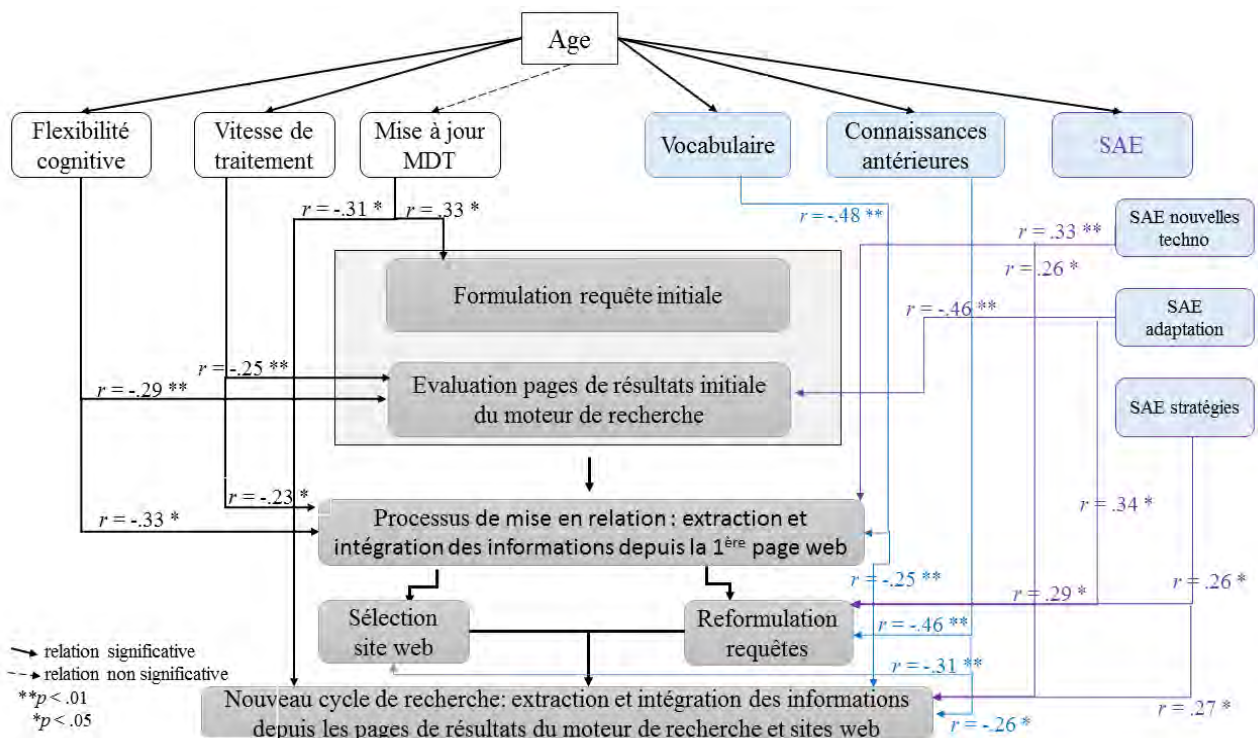 Age
Flexibilité
cognitive
Vitesse de
traitement
Mise à jour
MDT
Vocabulaire
Connaissances
antérieures
SAE
r = -.31 *
r = .33 *
r = -.48 **
r = .33 **
SAE nouvelles
techno
r = .26 *
Formulation requête initiale
r = -.46 **
SAE
adaptation
r = -.25 **
r = -.29 **
Evaluation pages de résultats initiale
du moteur de recherche
SAE stratégies
r = -.23 *
r = -.33 *
Processus de mise en relation : extraction et
intégration des informations depuis la 1ère page web
r = .34 *
r = -.25 **
r = .29 *
r = .26 *
Sélection
site web
Reformulation
requêtes
r = -.46 **
r = -.31 **
relation significative
relation non significative
**p < .01
*p < .05
Nouveau cycle de recherche: extraction et intégration des informations
depuis les pages de résultats du moteur de recherche et sites web
r = .27 *
r = -.26 *